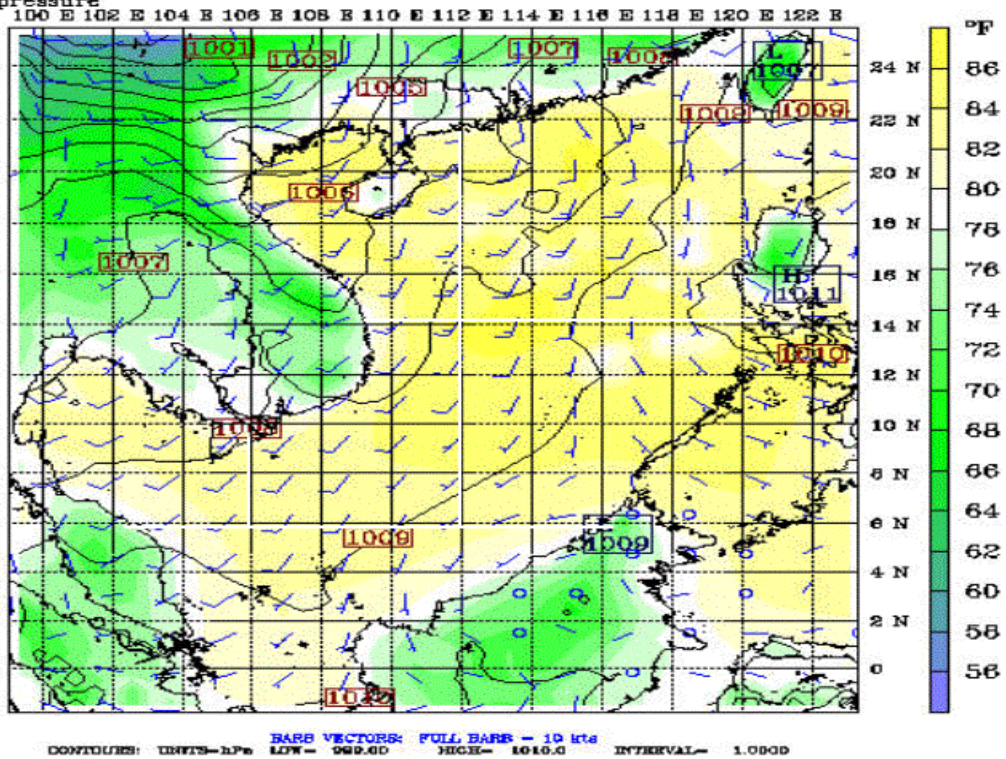 pressure
100 E 102 E 104 E 106 E 108 E 110 E 112 E 114 E 116 E 118 E 120 E 122 E
°F
1001
1007
L
1007
24 N
86
1005
1009
84
22 N
82
20 N
1006
80
18 N
78
1007
H
1011
16 N
76
74
14 N
1010
72
12 N
70
10 N
68
8 N
66
6 N
1009
1009
64
62
4 N
60
2 N
58
0
56
BARB VECTORS: FULL BARB = 10 kts
CONTOURS: UNITS=hPa LOW= HIGH= 1010.0 INTERVAL= 1.0000